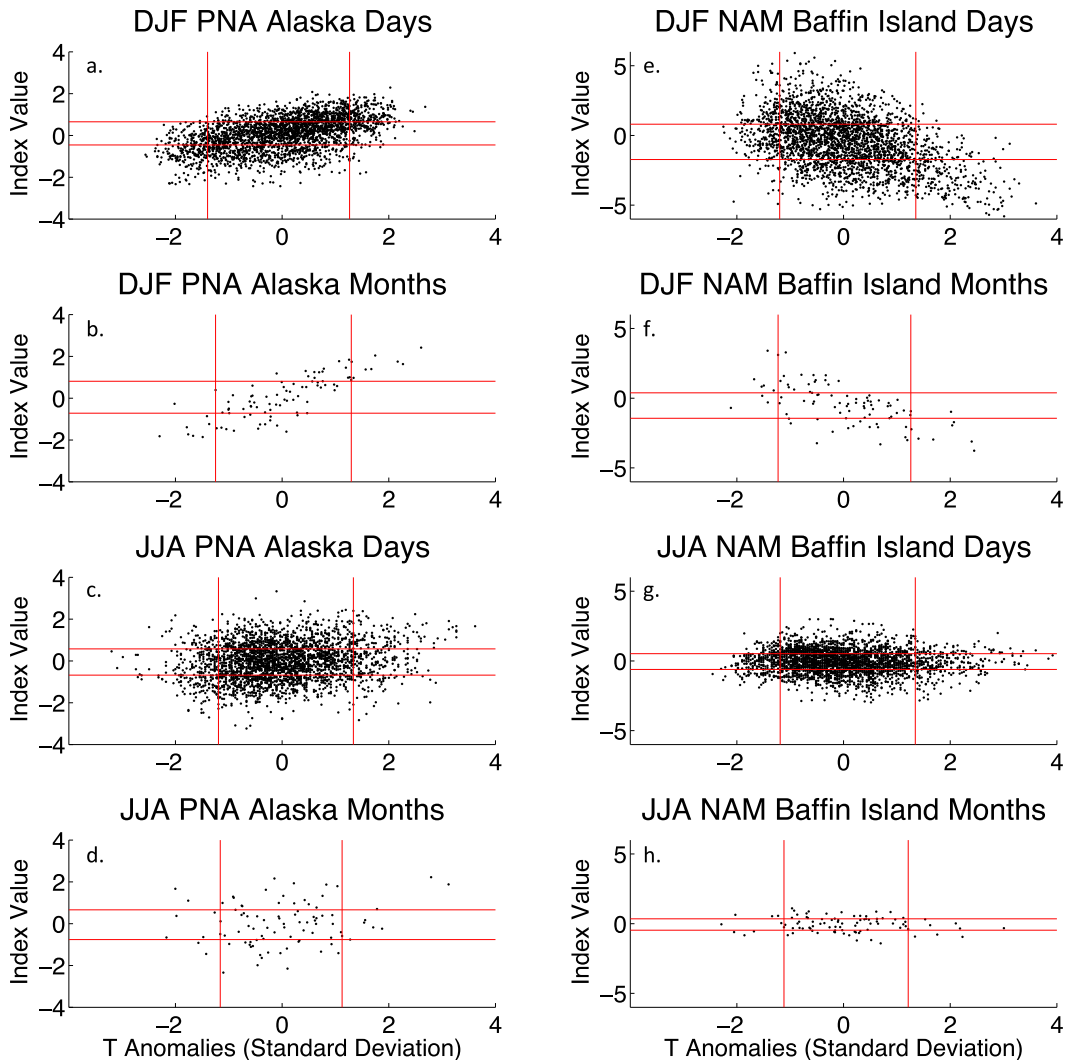 DJF PNA Alaska Days
a.
Index Value
4
2
0
−2
−4
−2
0
2
4
DJF PNA Alaska Months
b.
Index Value
4
2
0
−2
−4
−2
0
2
4
JJA PNA Alaska Days
c.
Index Value
4
2
0
−2
−4
−2
0
2
4
JJA PNA Alaska Months
d.
Index Value
4
2
0
−2
−4
−2
0
2
4
T Anomalies (Standard Deviation)
DJF NAM Baffin Island Days
e.
Index Value
5
0
−5
−2
0
2
4
DJF NAM Baffin Island Months
f.
Index Value
5
0
−5
−2
0
2
4
JJA NAM Baffin Island Days
g.
Index Value
5
0
−5
−2
0
2
4
JJA NAM Baffin Island Months
h.
Index Value
5
0
−5
−2
0
2
4
T Anomalies (Standard Deviation)